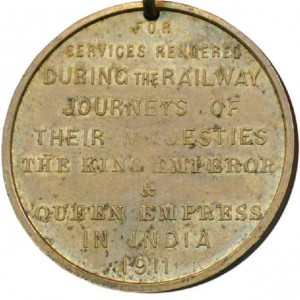 FOR
SERVICES RENDERED
DURING THE RAILWAY
JOURNEYS OF
THEIR MAJESTIES
THE KING EMPEROR
&
QUEEN EMPRESS
IN INDIA
1911